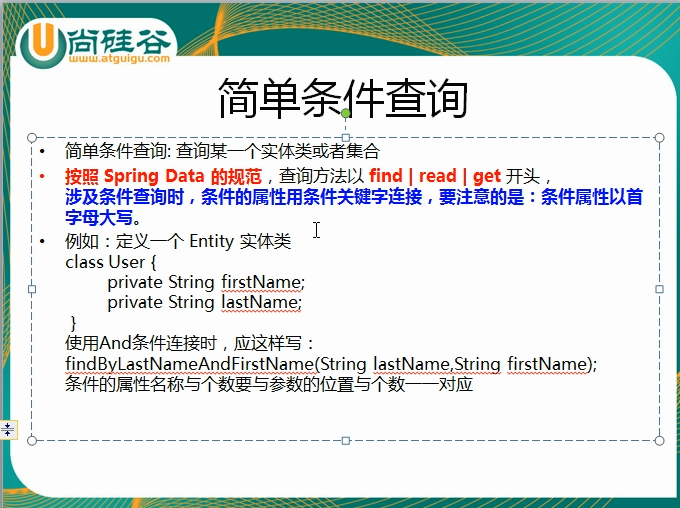 尚硅谷
www.atguigu.com
简单条件查询
• 简单条件查询: 查询某一个实体类或者集合
• 按照 Spring Data 的规范，查询方法以 find | read | get 开头，
涉及条件查询时，条件的属性用条件关键字连接，要注意的是：条件属性以首
字母大写。
• 例如：定义一个 Entity 实体类
class User {
private String firstName;
private String lastName;
}
使用And条件连接时，应这样写：
findByLastNameAndFirstName(String lastName,String firstName);
条件的属性名称与个数要与参数的位置与个数一一对应